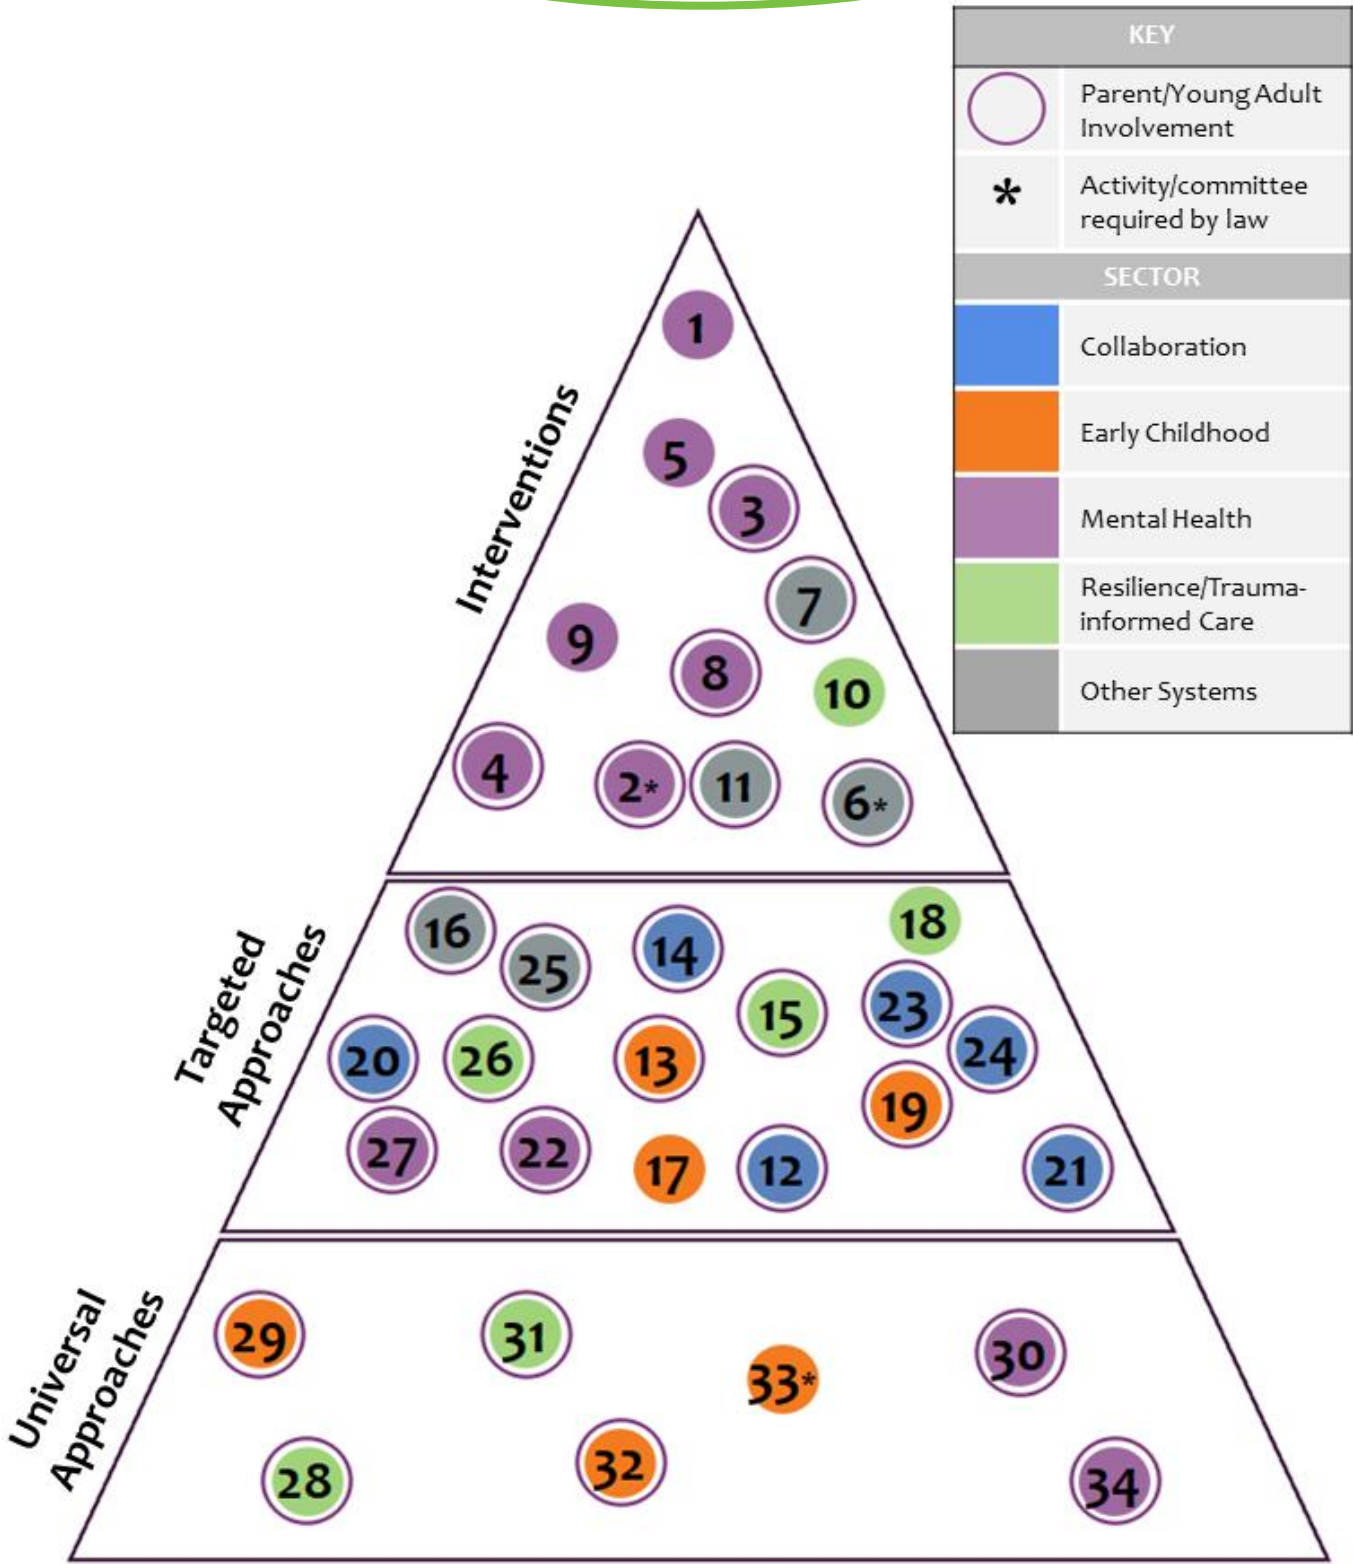 KEY
Parent/Young Adult
Involvement
*
Activity/committee
required by law
SECTOR
Collaboration
Early Childhood
Mental Health
Resilience/Trauma-
informed Care
Other Systems
Interventions
1
5
3
7
9
8
10
4
2*
11
6*
Targeted
Approaches
16
25
14
18
15
23
20
26
13
24
19
27
22
17
12
21
Universal
Approaches
29
31
33*
30
28
32
34